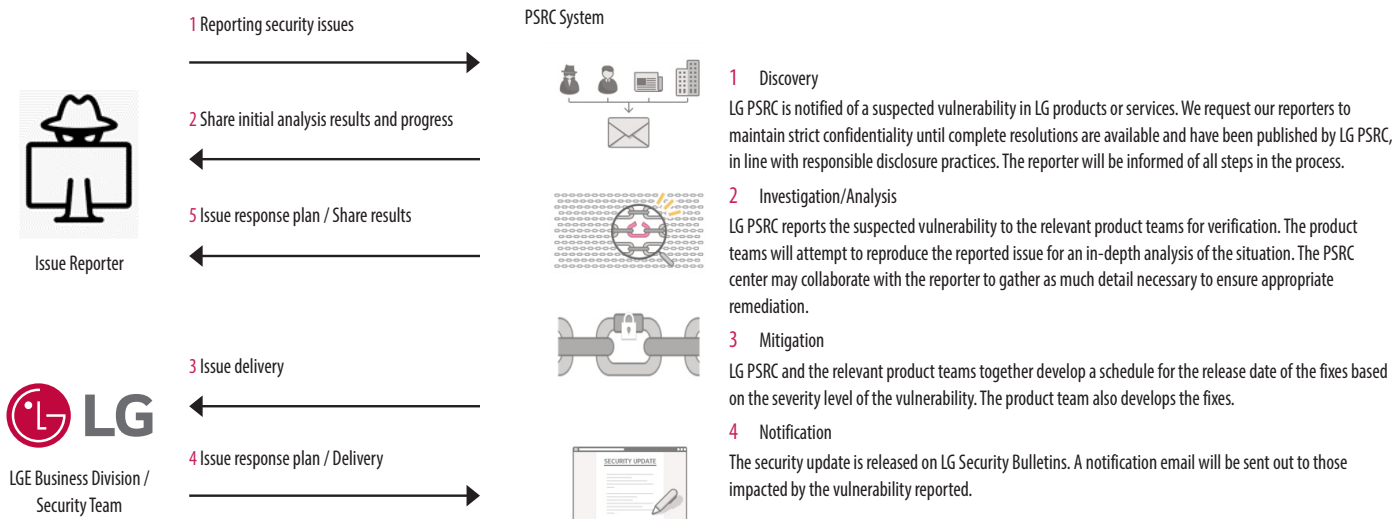 PSRC System
1 Reporting security issues
2 Share initial analysis results and progress
5 Issue response plan / Share results
Issue Reporter
3 Issue delivery
LG
4 Issue response plan / Delivery
LGE Business Division /
Security Team
SECURITY UPDATE
1 Discovery
LG PSRC is notified of a suspected vulnerability in LG products or services. We request our reporters to
maintain strict confidentiality until complete resolutions are available and have been published by LG PSRC,
in line with responsible disclosure practices. The reporter will be informed of all steps in the process.
2 Investigation/Analysis
LG PSRC reports the suspected vulnerability to the relevant product teams for verification. The product
teams will attempt to reproduce the reported issue for an in-depth analysis of the situation. The PSRC
center may collaborate with the reporter to gather as much detail necessary to ensure appropriate
remediation.
3 Mitigation
LG PSRC and the relevant product teams together develop a schedule for the release date of the fixes based
on the severity level of the vulnerability. The product team also develops the fixes.
4 Notification
The security update is released on LG Security Bulletins. A notification email will be sent out to those
impacted by the vulnerability reported.